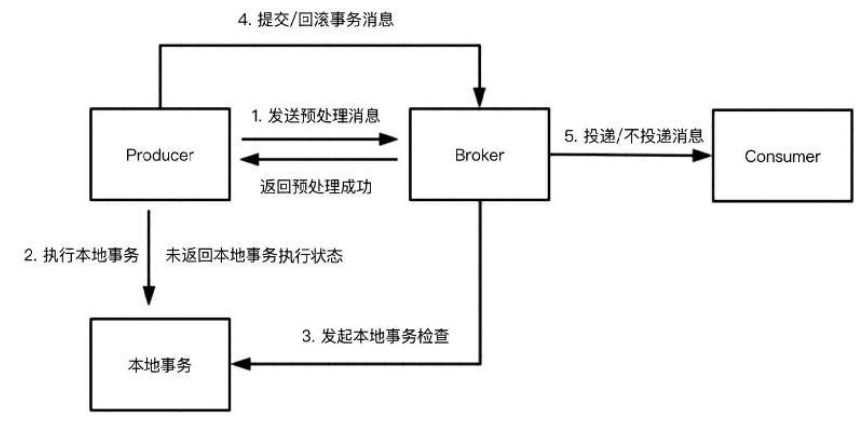 4. 提交/回滚事务消息
1. 发送预处理消息
Producer
Broker
5. 投递/不投递消息
Consumer
返回预处理成功
2. 执行本地事务
未返回本地事务执行状态
3. 发起本地事务检查
本地事务